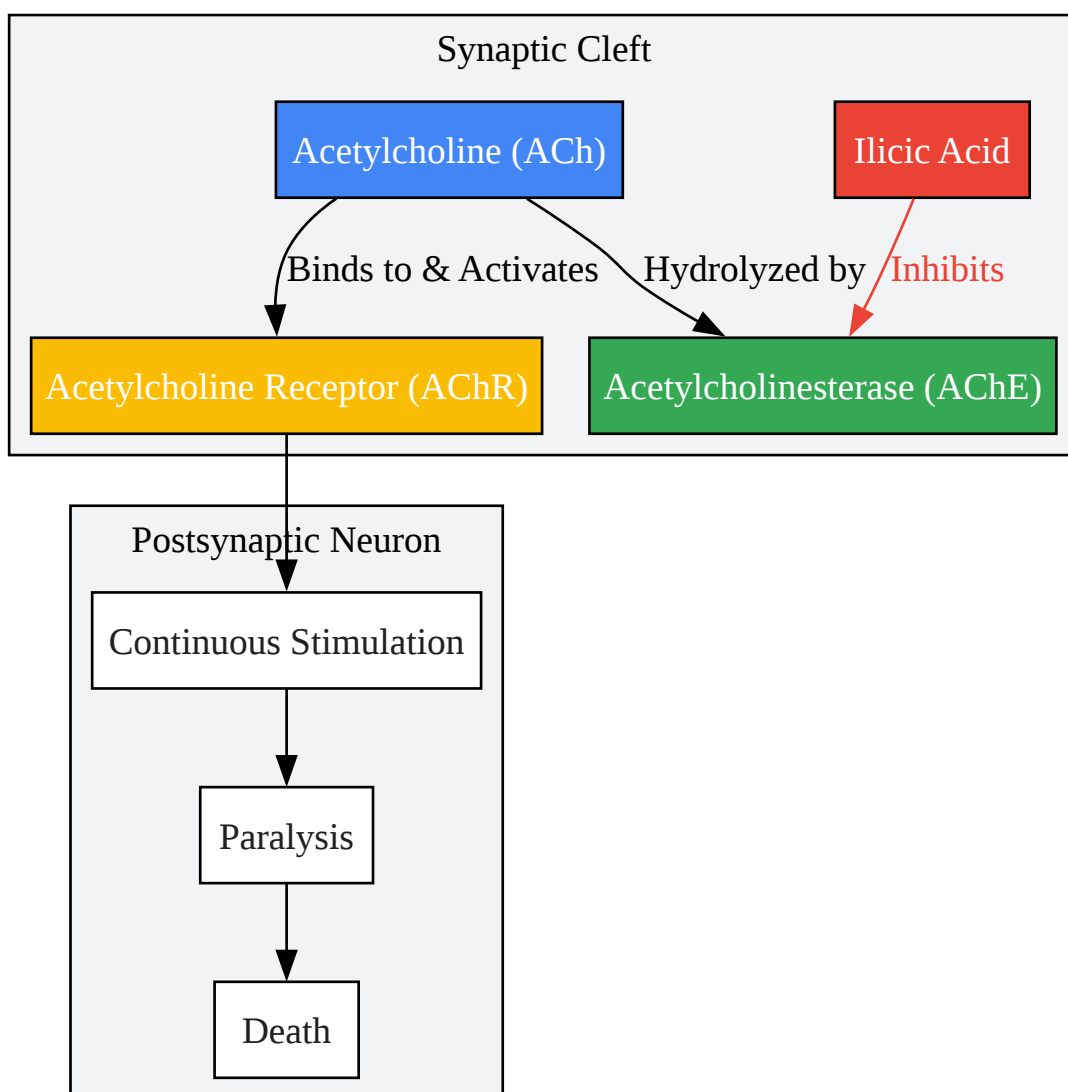 Synaptic Cleft
Acetylcholine (ACh)
Ilicic Acid
Binds to & Activates
Hydrolyzed by
Inhibits
Acetylcholine Receptor (AChR)
Acetylcholinesterase (AChE)
Postsynaptic Neuron
Continuous Stimulation
Paralysis
Death